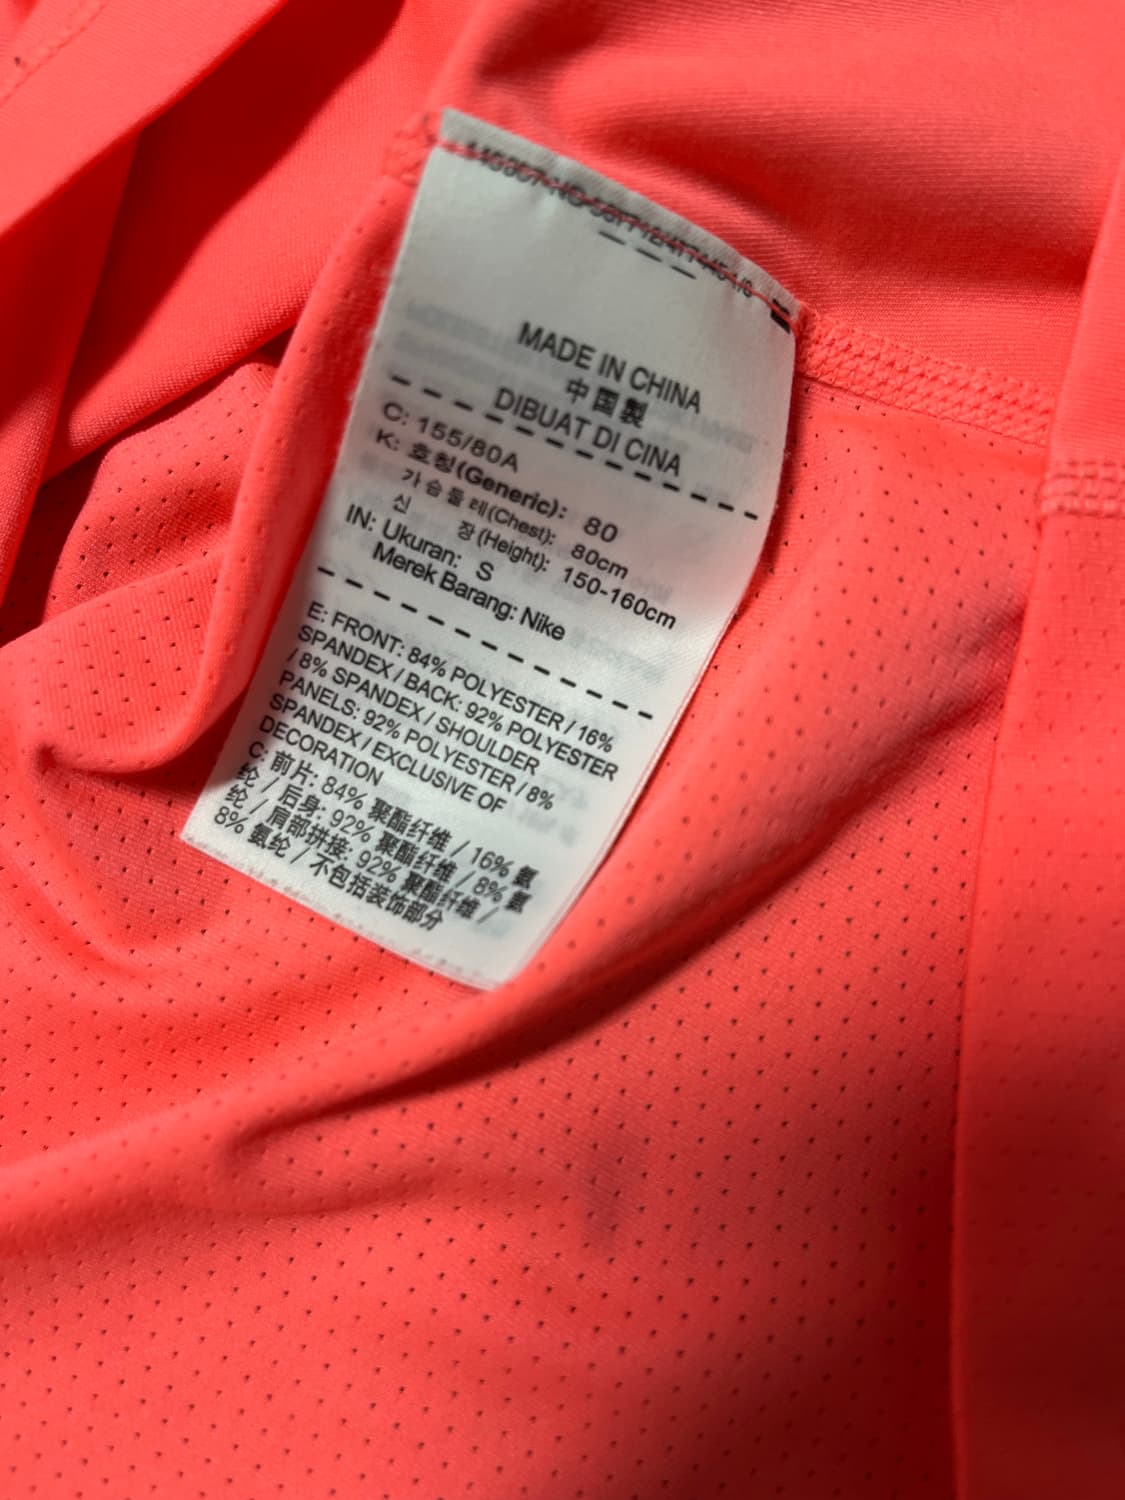 MADE IN CHINA
中国製
DIBUAT DI CINA
C: 155/80A
K: 호칭(Generic): 80
가슴둘레(Chest): 80cm
신 장(Height): 150-160cm
IN: Ukuran: S
Merek Barang: Nike
E: FRONT: 84% POLYESTER / 16%
SPANDEX / BACK: 92% POLYESTER
/ 8% SPANDEX / SHOULDER
PANELS: 92% POLYESTER / 8%
SPANDEX / EXCLUSIVE OF
DECORATION
C: 前片: 84% 聚酯纤维 / 16% 氨
纶 / 后身: 92% 聚酯纤维 / 8% 氨
纶 / 肩部拼接: 92% 聚酯纤维 /
8% 氨纶 / 不包括装饰部分